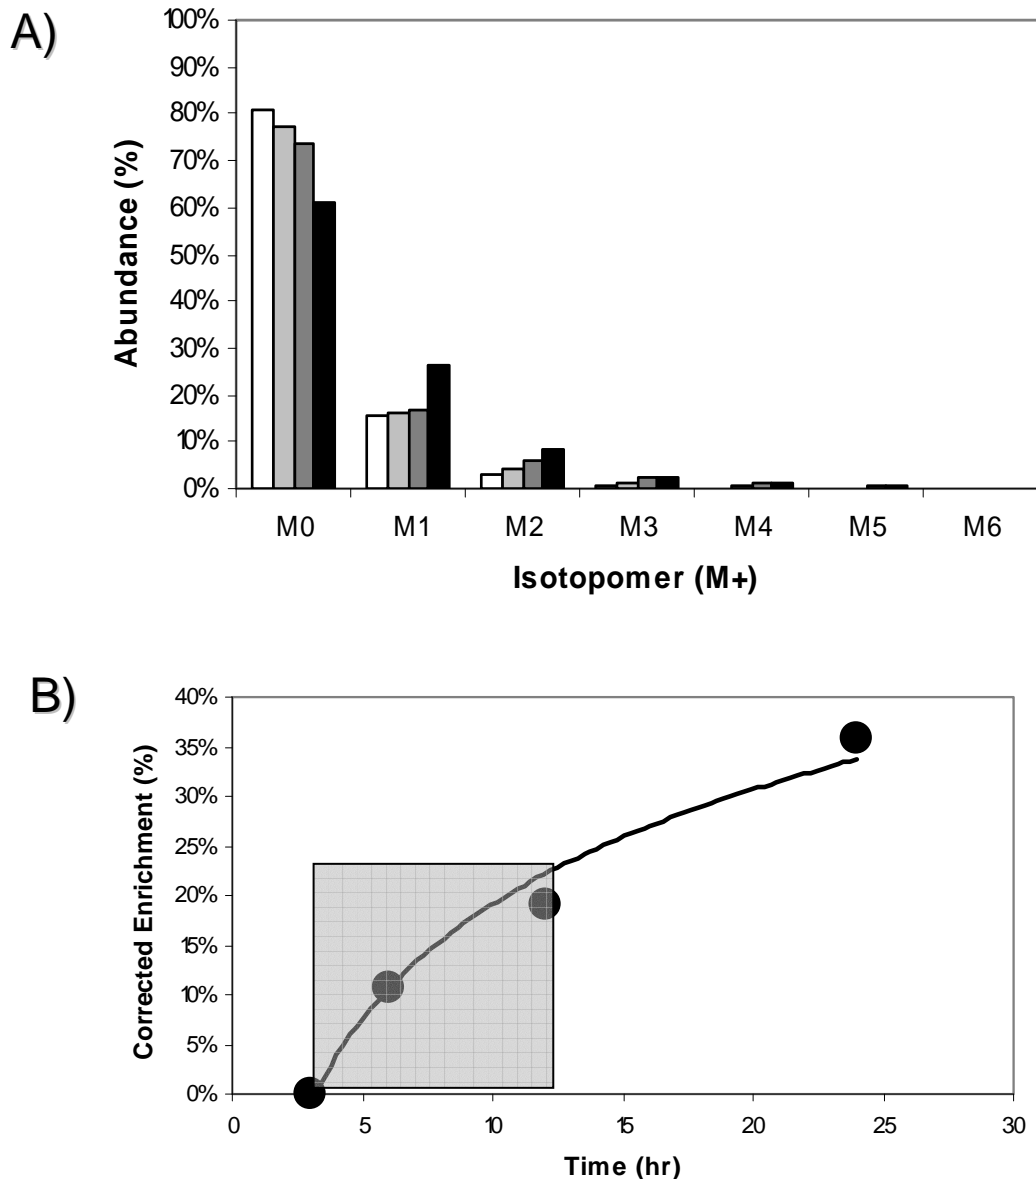 A)
100%
90%
80%
70%
60%
50%
40%
30%
20%
10%
0%
Abundance (%)
M0 M1 M2 M3 M4 M5 M6
Isotopomer (M+)
B)
40%
35%
30%
25%
20%
15%
10%
5%
0%
Corrected Enrichment (%)
0 5 10 15 20 25 30
Time (hr)